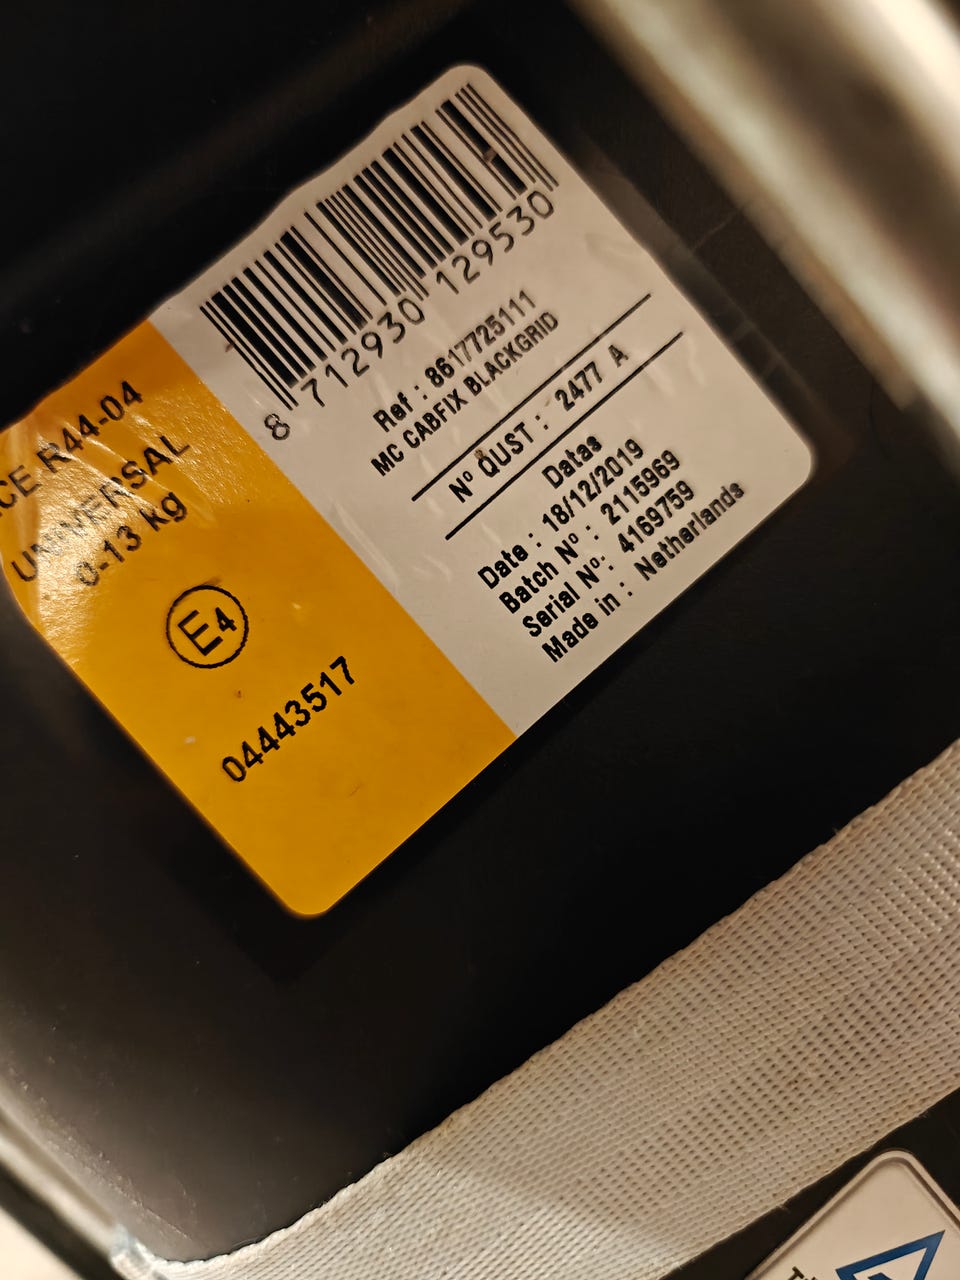 8 712930 129530
Ref : 8617725111
MC CABFIX BLACKGRID
Nº QUST : 2477 A
Datas
Date : 18/12/2019
Batch Nº : 2115969
Serial Nº: 4169759
Made in : Netherlands
CE R44-04
UNIVERSAL
0-13 kg
E4
04443517